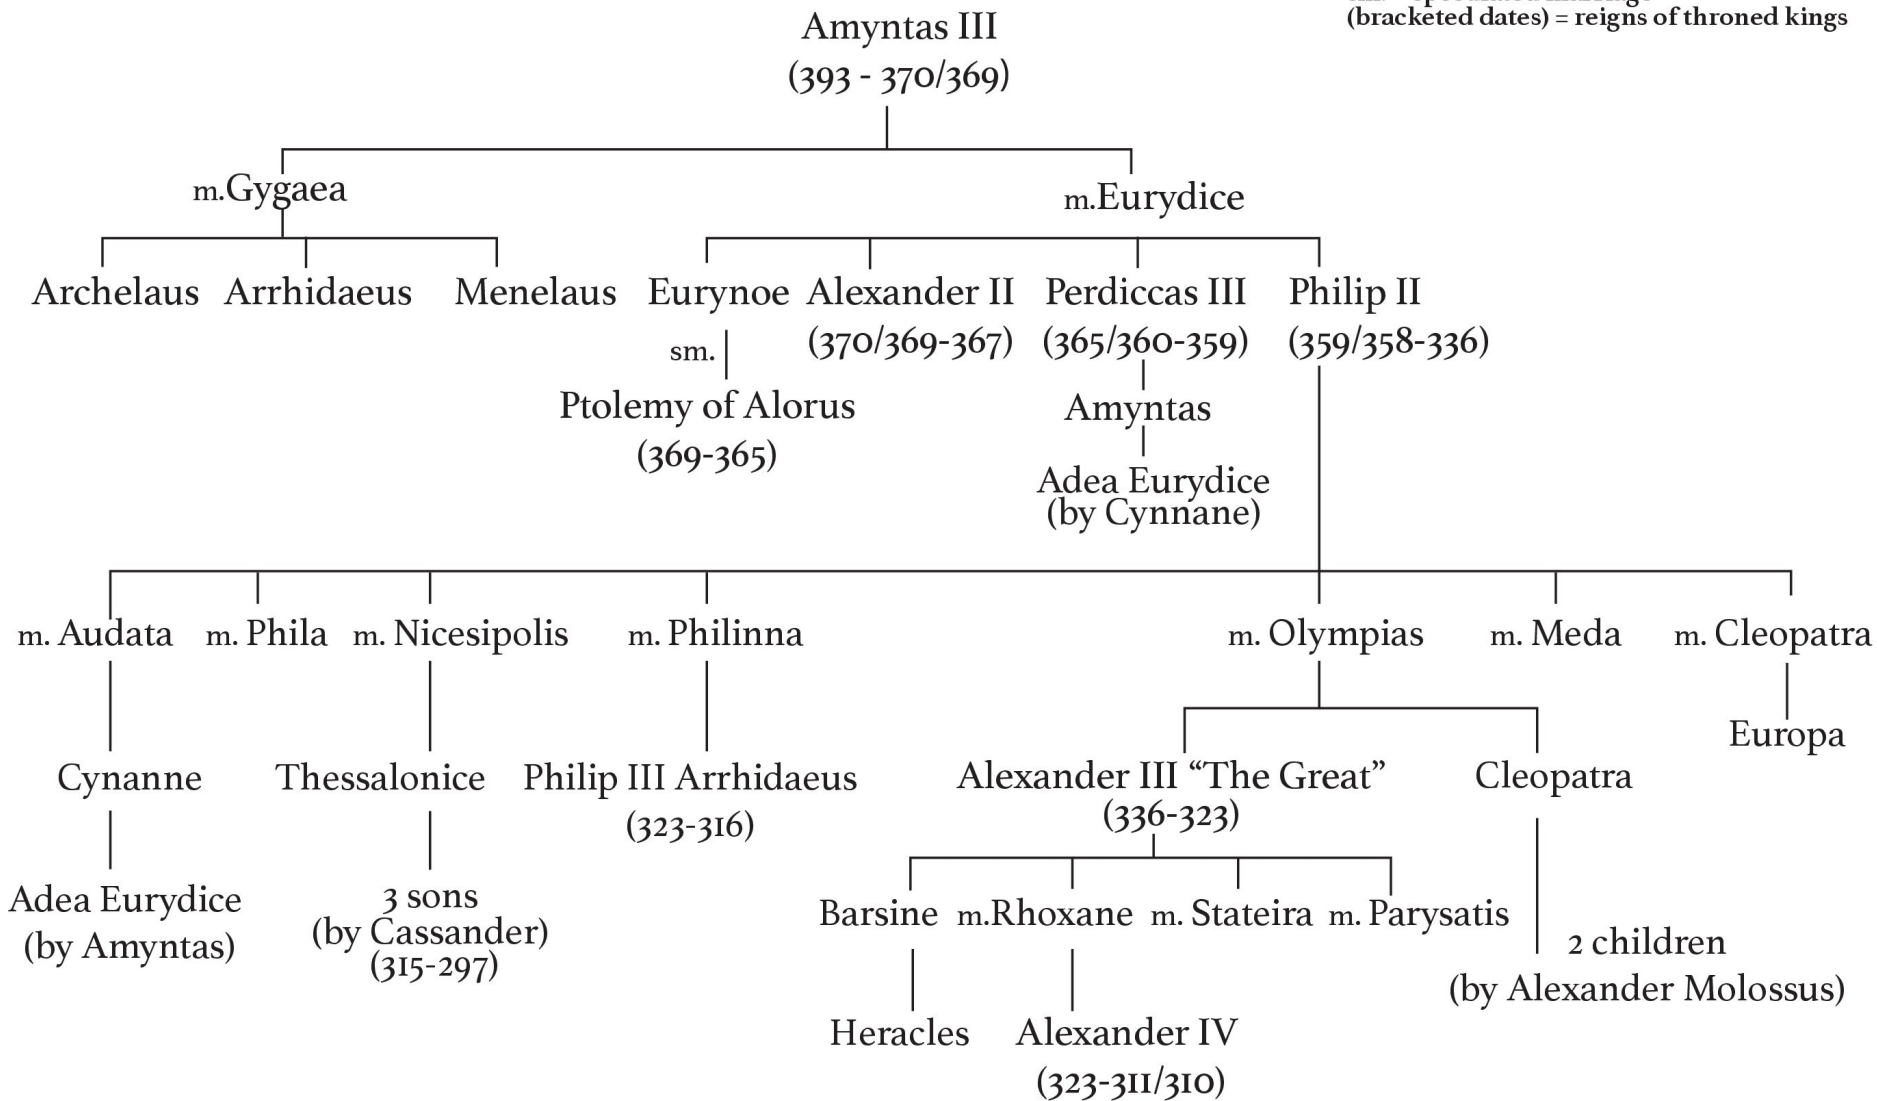 (bracketed dates) = reigns of throned kings
Amyntas III
(393 - 370/369)
m.Gygaea
m.Eurydice
Archelaus Arrhidaeus Menelaus Eurynoe Alexander II Perdiccas III Philip II
(370/369-367) (365/360-359) (359/358-336)
sm.
Ptolemy of Alorus
(369-365)
Amyntas
Adea Eurydice
(by Cynnane)
m. Audata m. Phila m. Nicesipolis m. Philinna m. Olympias m. Meda m. Cleopatra
Europa
Cynanne Thessalonice Philip III Arrhidaeus Alexander III “The Great” Cleopatra
(323-316) (336-323)
Adea Eurydice
(by Amyntas)
3 sons
(by Cassander)
(315-297)
Barsine m.Rhoxane m. Stateira m. Parysatis
2 children
(by Alexander Molossus)
Heracles Alexander IV
(323-311/310)